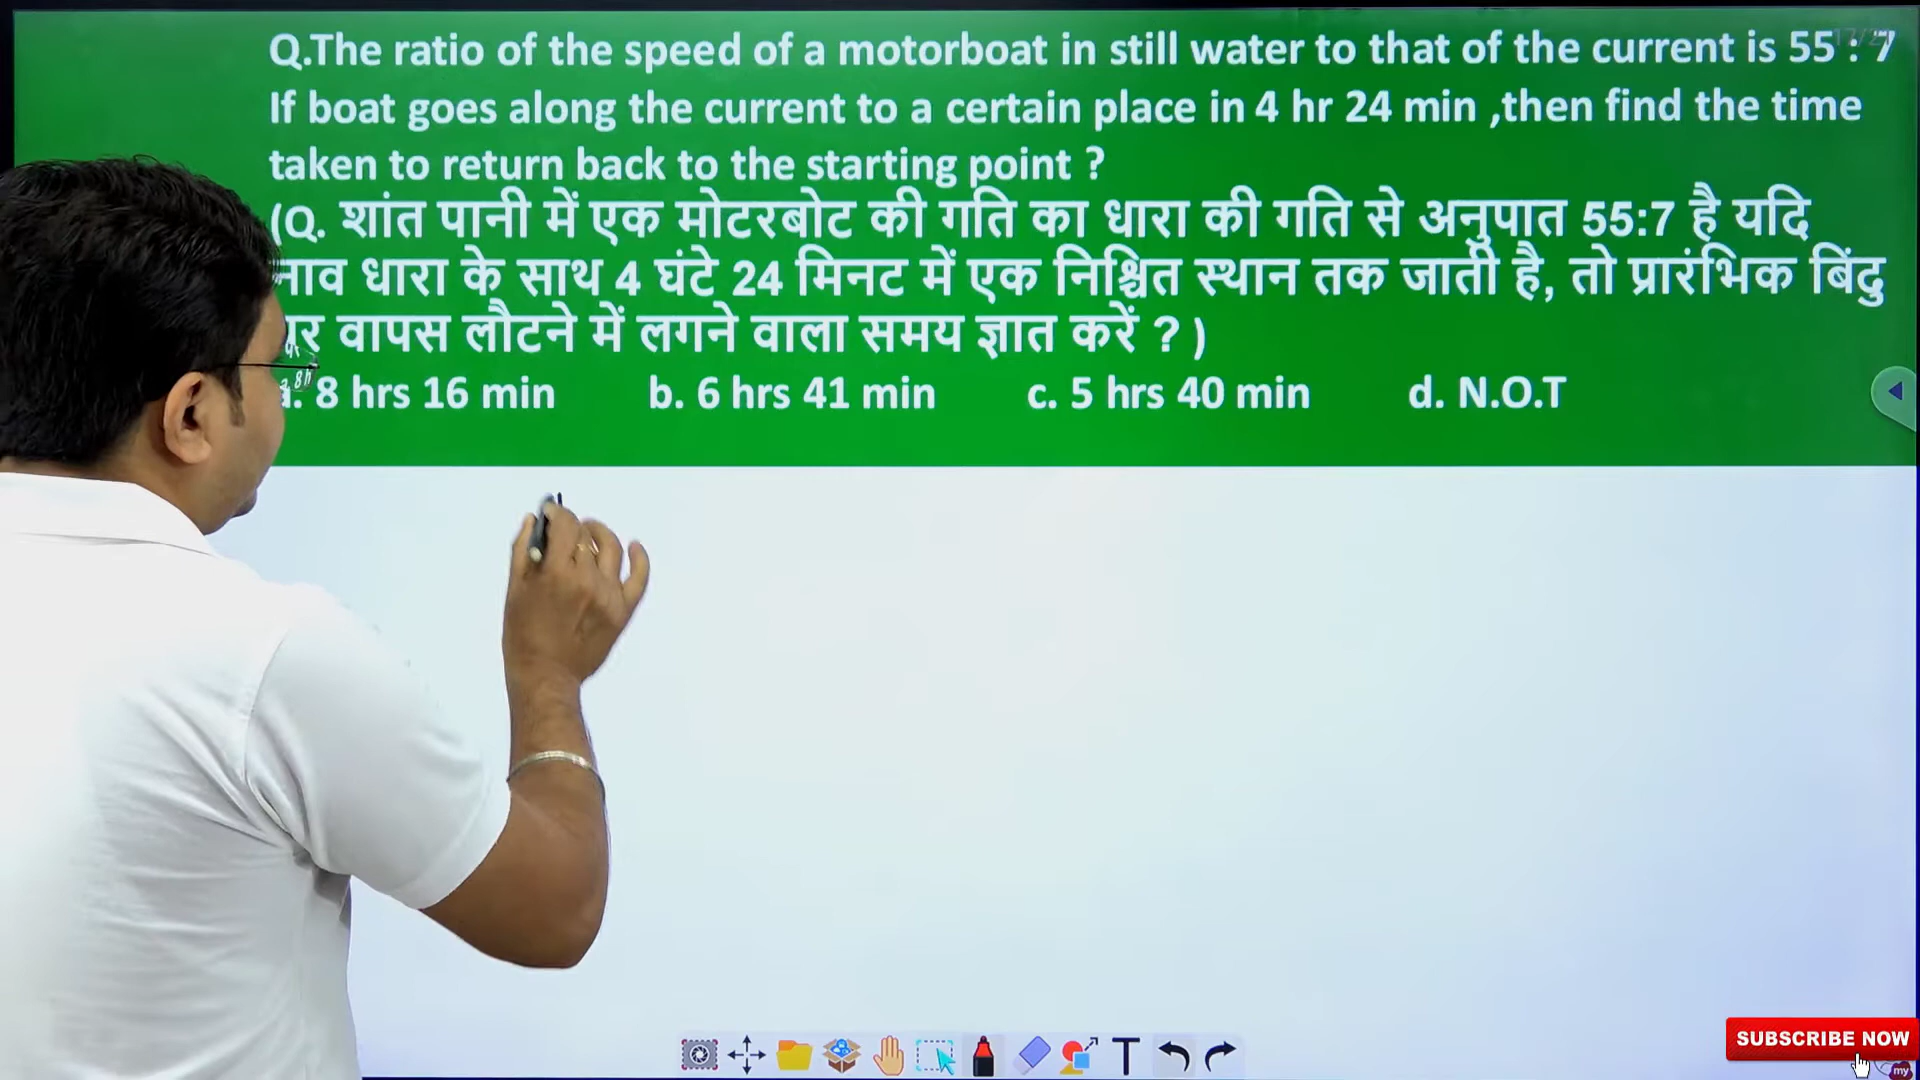 Q.The ratio of the speed of a motorboat in still water to that of the current is 55 : 7
If boat goes along the current to a certain place in 4 hr 24 min ,then find the time
taken to return back to the starting point ?
(Q. शांत पानी में एक मोटरबोट की गति का धारा की गति से अनुपात 55:7 है यदि
नाव धारा के साथ 4 घंटे 24 मिनट में एक निश्चित स्थान तक जाती है, तो प्रारंभिक बिंदु
पर वापस लौटने में लगने वाला समय ज्ञात करें ? )
a. 8 hrs 16 min b. 6 hrs 41 min c. 5 hrs 40 min d. N.O.T
T
SUBSCRIBE NOW
my